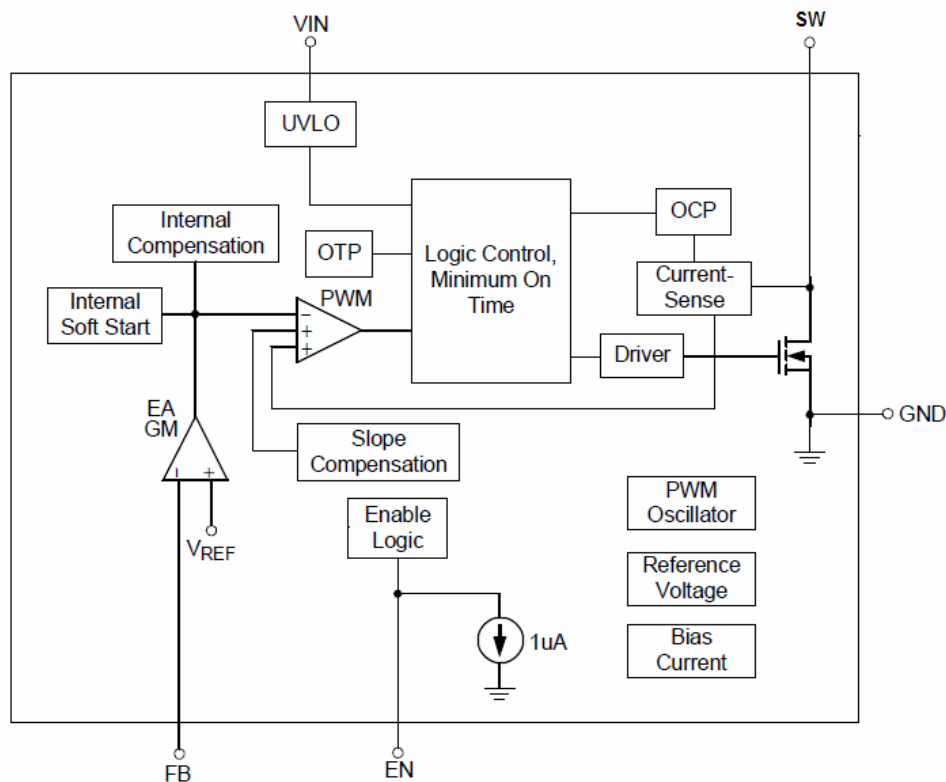 VIN
SW
UVLO
Internal
Compensation
OTP
Logic Control,
Minimum On
Time
OCP
Current-
Sense
Internal
Soft Start
PWM
−
+
+
Driver
EA
GM
− +
GND
Slope
Compensation
VREF
Enable
Logic
PWM
Oscillator
Reference
Voltage
1uA
Bias
Current
FB
EN